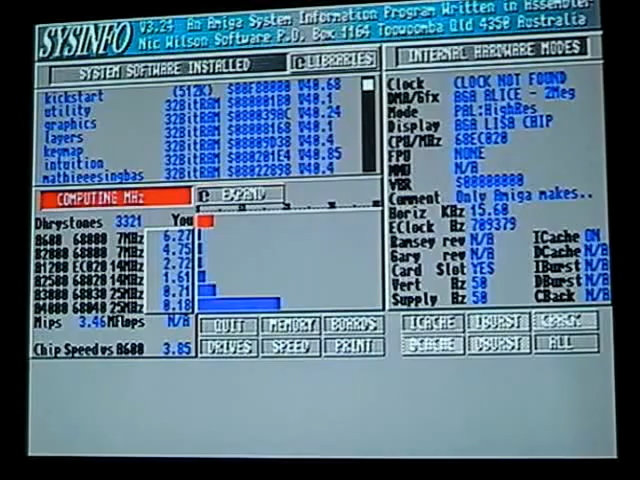 SYSINFO V3.24 An Amiga System Information Program Written in Assembler
Nic Wilson Software P.O. Box 1164 Toowoomba Qld 4350 Australia
SYSTEM SOFTWARE INSTALLED
LIBRARIES
INTERNAL HARDWARE MODES
kickstart (512K) $00F80000 V40.68
utility 32BitRAM V40.1
graphics 32BitRAM V40.24
layers 32BitRAM V40.1
keymap 32BitRAM V40.4
intuition 32BitRAM V40.85
mathieeesingbas 32BitRAM V40.4
Clock CLOCK NOT FOUND
DMA/Gfx AGA ALICE - 2Meg
Mode PAL:HighRes
Display AGA LISA CHIP
CPU/MHz 68EC020
FPU NONE
MMU N/A
VBR $00000000
Comment Only Amiga makes..
Horiz KHz 15.60
EClock Hz 709379
Ramsey rev N/A
Gary rev N/A
Card Slot YES
Vert Hz 50
Supply Hz 50
ICache ON
DCache N/A
IBurst N/A
DBurst N/A
CBack N/A
COMPUTING MHz
EXPAND
Dhrystones 3321 You
A600 68000 7MHz 6.27
B2000 68000 7MHz 4.75
A1200 EC020 14MHz 2.72
A2500 68020 14MHz 1.61
A3000 68030 25MHz 0.71
A4000 68040 25MHz 0.18
Mips 3.46 MFlops N/A
Chip Speed vs A600 3.85
QUIT MEMORY BOARDS
DRIVES SPEED PRINT
ICACHE IBURST CBACK
DCACHE DBURST ALL